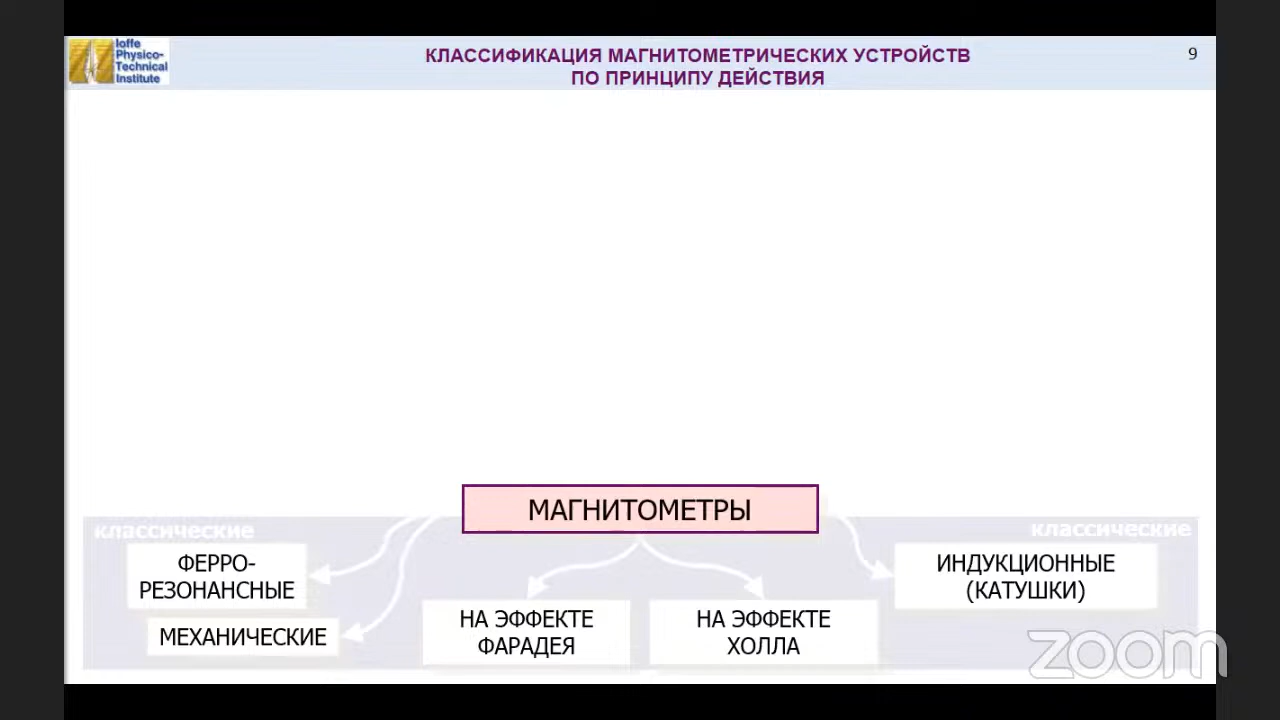 Ioffe
Physico-
Technical
Institute
КЛАССИФИКАЦИЯ МАГНИТОМЕТРИЧЕСКИХ УСТРОЙСТВ
ПО ПРИНЦИПУ ДЕЙСТВИЯ
9
МАГНИТОМЕТРЫ
классические
классические
ФЕРРО-
РЕЗОНАНСНЫЕ
МЕХАНИЧЕСКИЕ
НА ЭФФЕКТЕ
ФАРАДЕЯ
НА ЭФФЕКТЕ
ХОЛЛА
ИНДУКЦИОННЫЕ
(КАТУШКИ)
zoom